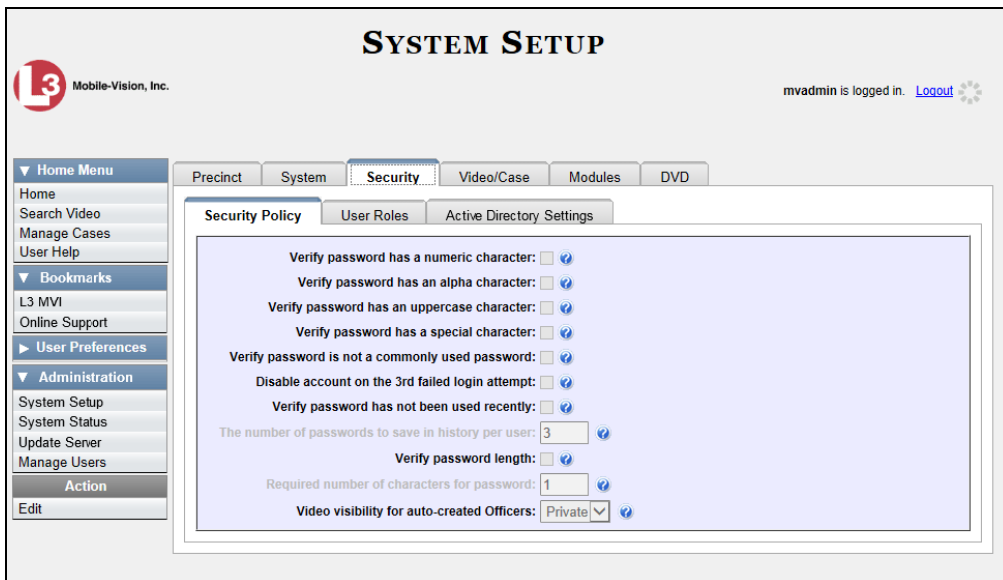 SYSTEM SETUP
L3 Mobile-Vision, Inc.
mvadmin is logged in. Logout
▼ Home Menu
Home
Search Video
Manage Cases
User Help
▼ Bookmarks
L3 MVI
Online Support
▶ User Preferences
▼ Administration
System Setup
System Status
Update Server
Manage Users
Action
Edit
Precinct System Security Video/Case Modules DVD
Security Policy User Roles Active Directory Settings
Verify password has a numeric character: ?
Verify password has an alpha character: ?
Verify password has an uppercase character: ?
Verify password has a special character: ?
Verify password is not a commonly used password: ?
Disable account on the 3rd failed login attempt: ?
Verify password has not been used recently: ?
The number of passwords to save in history per user: 3 ?
Verify password length: ?
Required number of characters for password: 1 ?
Video visibility for auto-created Officers: Private ?